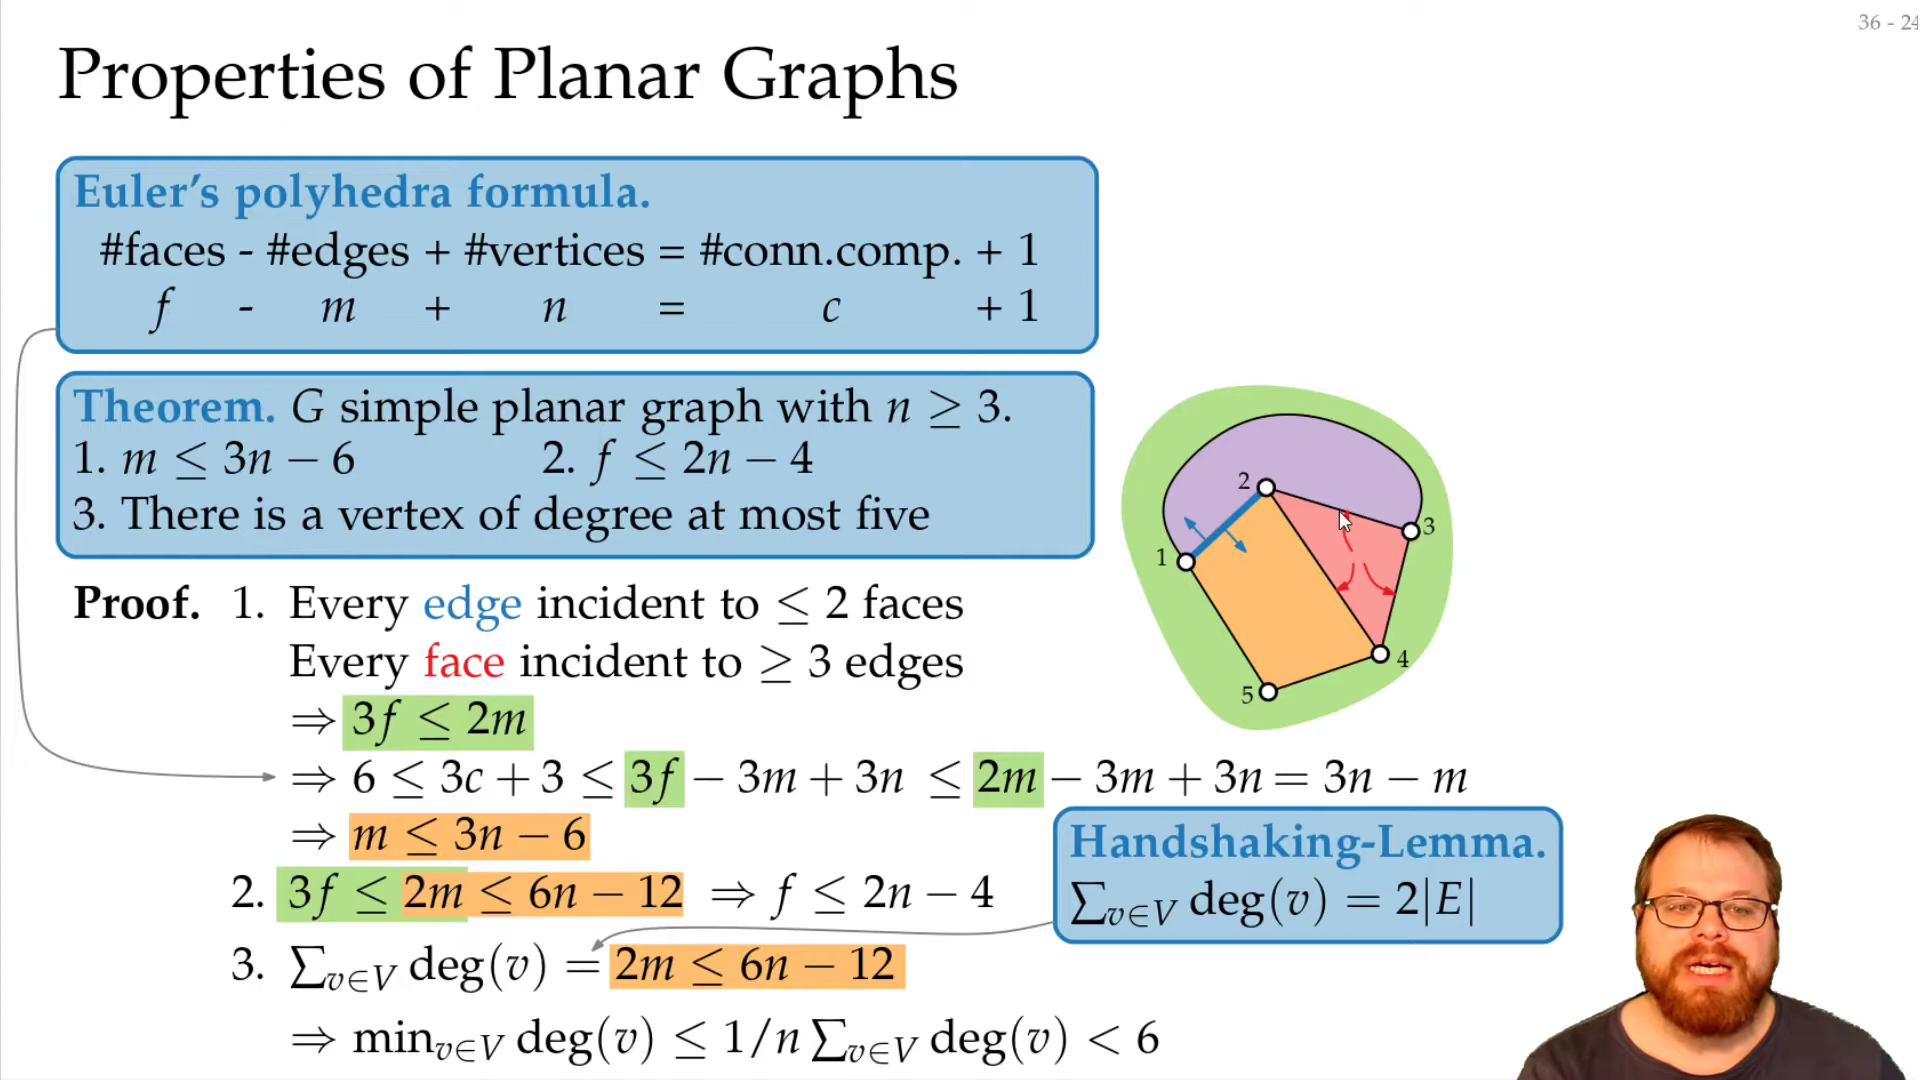 36 - 24
Properties of Planar Graphs
Euler’s polyhedra formula.
#faces - #edges + #vertices = #conn.comp. + 1
f - m + n = c + 1
Theorem. G simple planar graph with n ≥ 3.
1. m ≤ 3n − 6 2. f ≤ 2n − 4
3. There is a vertex of degree at most five
Proof. 1. Every edge incident to ≤ 2 faces
Every face incident to ≥ 3 edges
⇒ 3f ≤ 2m
⇒ 6 ≤ 3c + 3 ≤ 3f − 3m + 3n ≤ 2m − 3m + 3n = 3n − m
⇒ m ≤ 3n − 6
2. 3f ≤ 2m ≤ 6n − 12 ⇒ f ≤ 2n − 4
3. ∑v∈V deg(v) = 2m ≤ 6n − 12
⇒ minv∈V deg(v) ≤ 1/n ∑v∈V deg(v) < 6
Handshaking-Lemma.
∑v∈V deg(v) = 2|E|
2
3
1
4
5